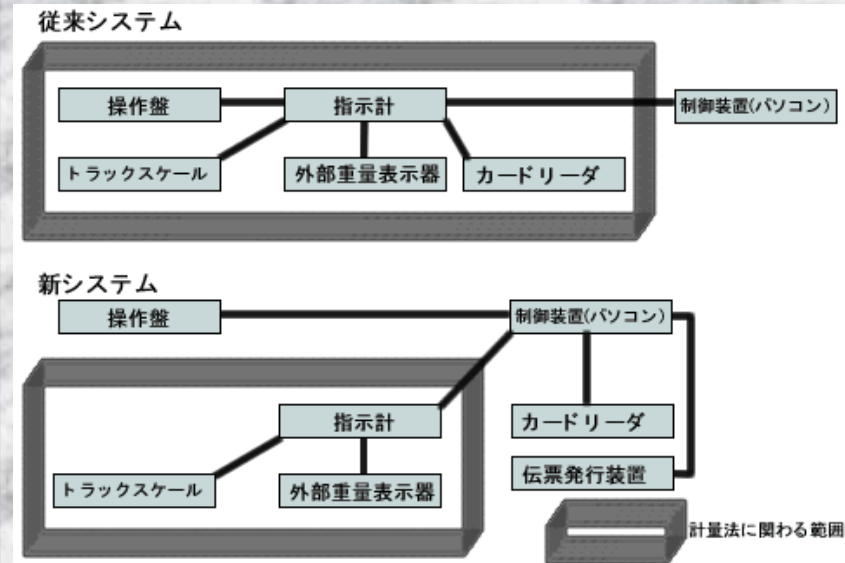 従来システム
操作盤
指示計
制御装置(パソコン)
トラックスケール
外部重量表示器
カードリーダ
新システム
操作盤
制御装置(パソコン)
指示計
カードリーダ
トラックスケール
外部重量表示器
伝票発行装置
計量法に関わる範囲